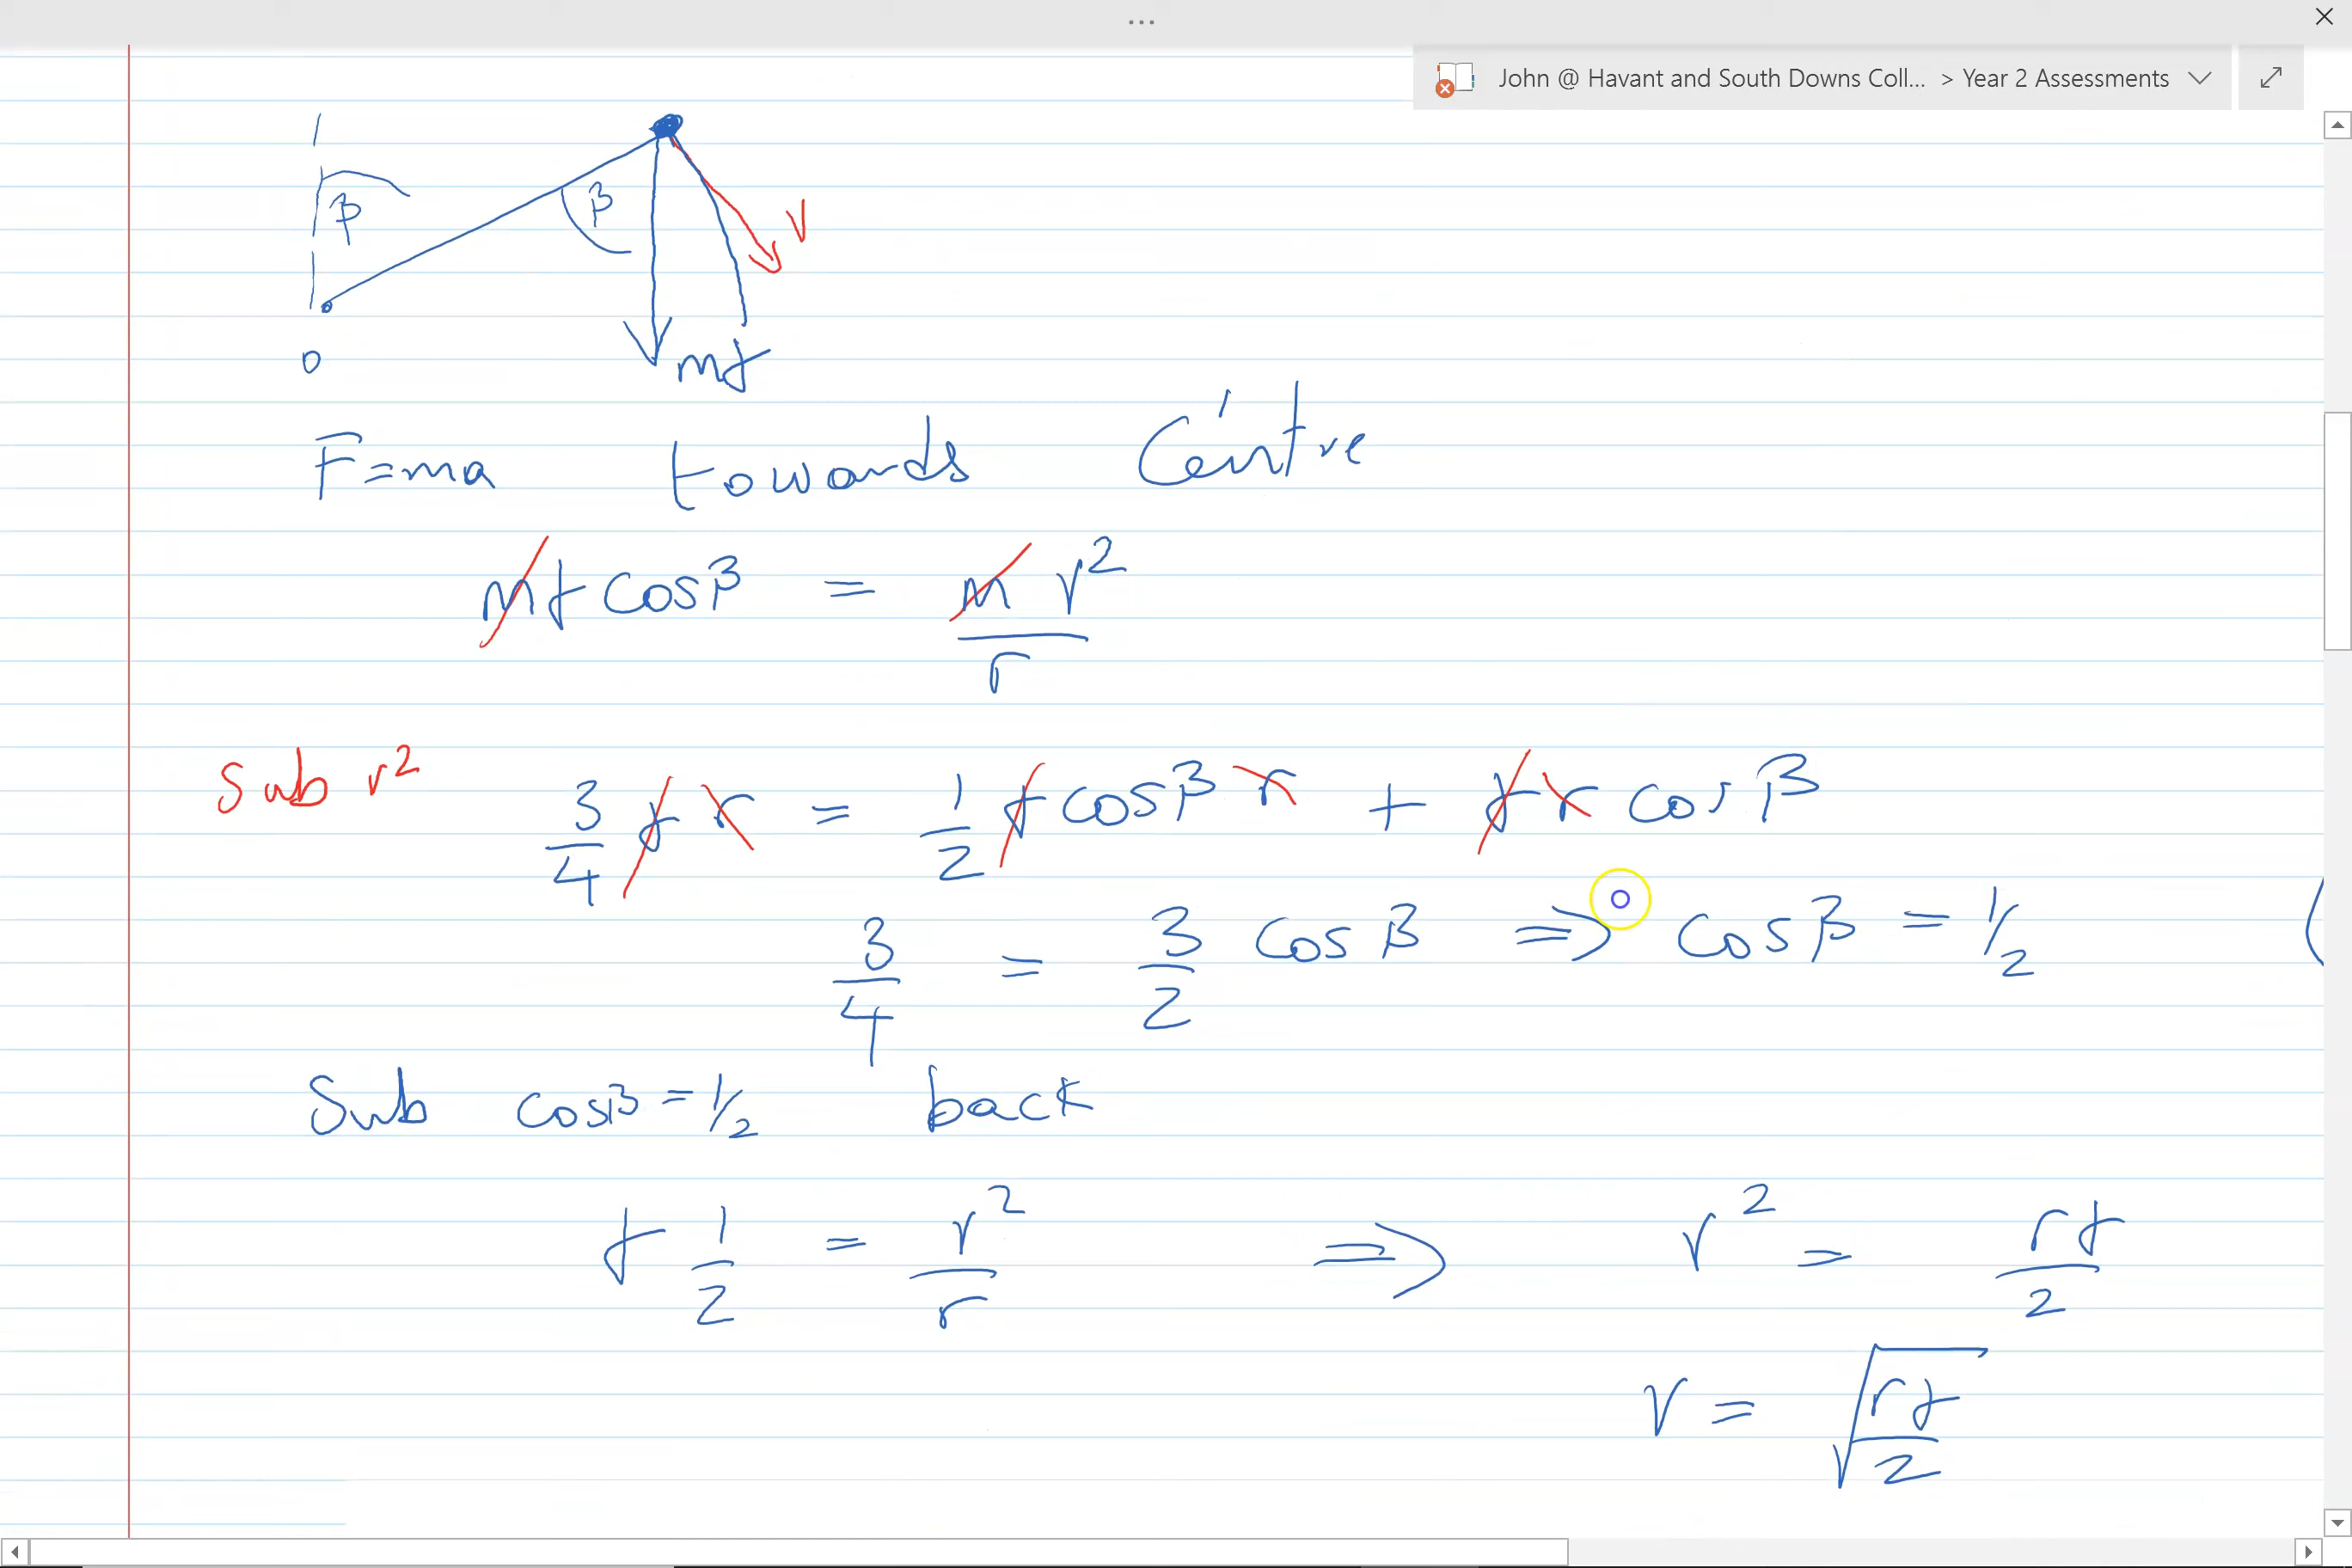 John @ Havant and South Downs Coll... > Year 2 Assessments
β β v
0 mg
F=ma towards Centre
mg cosβ = m v² / r
Sub v² 3/4 g r = 1/2 g cosβ r + g r cosβ
3/4 = 3/2 cosβ ⇒ cosβ = 1/2 (
Sub cosβ = 1/2 back
g 1/2 = v² / r ⇒ v² = rg / 2
v = √(rg / 2)